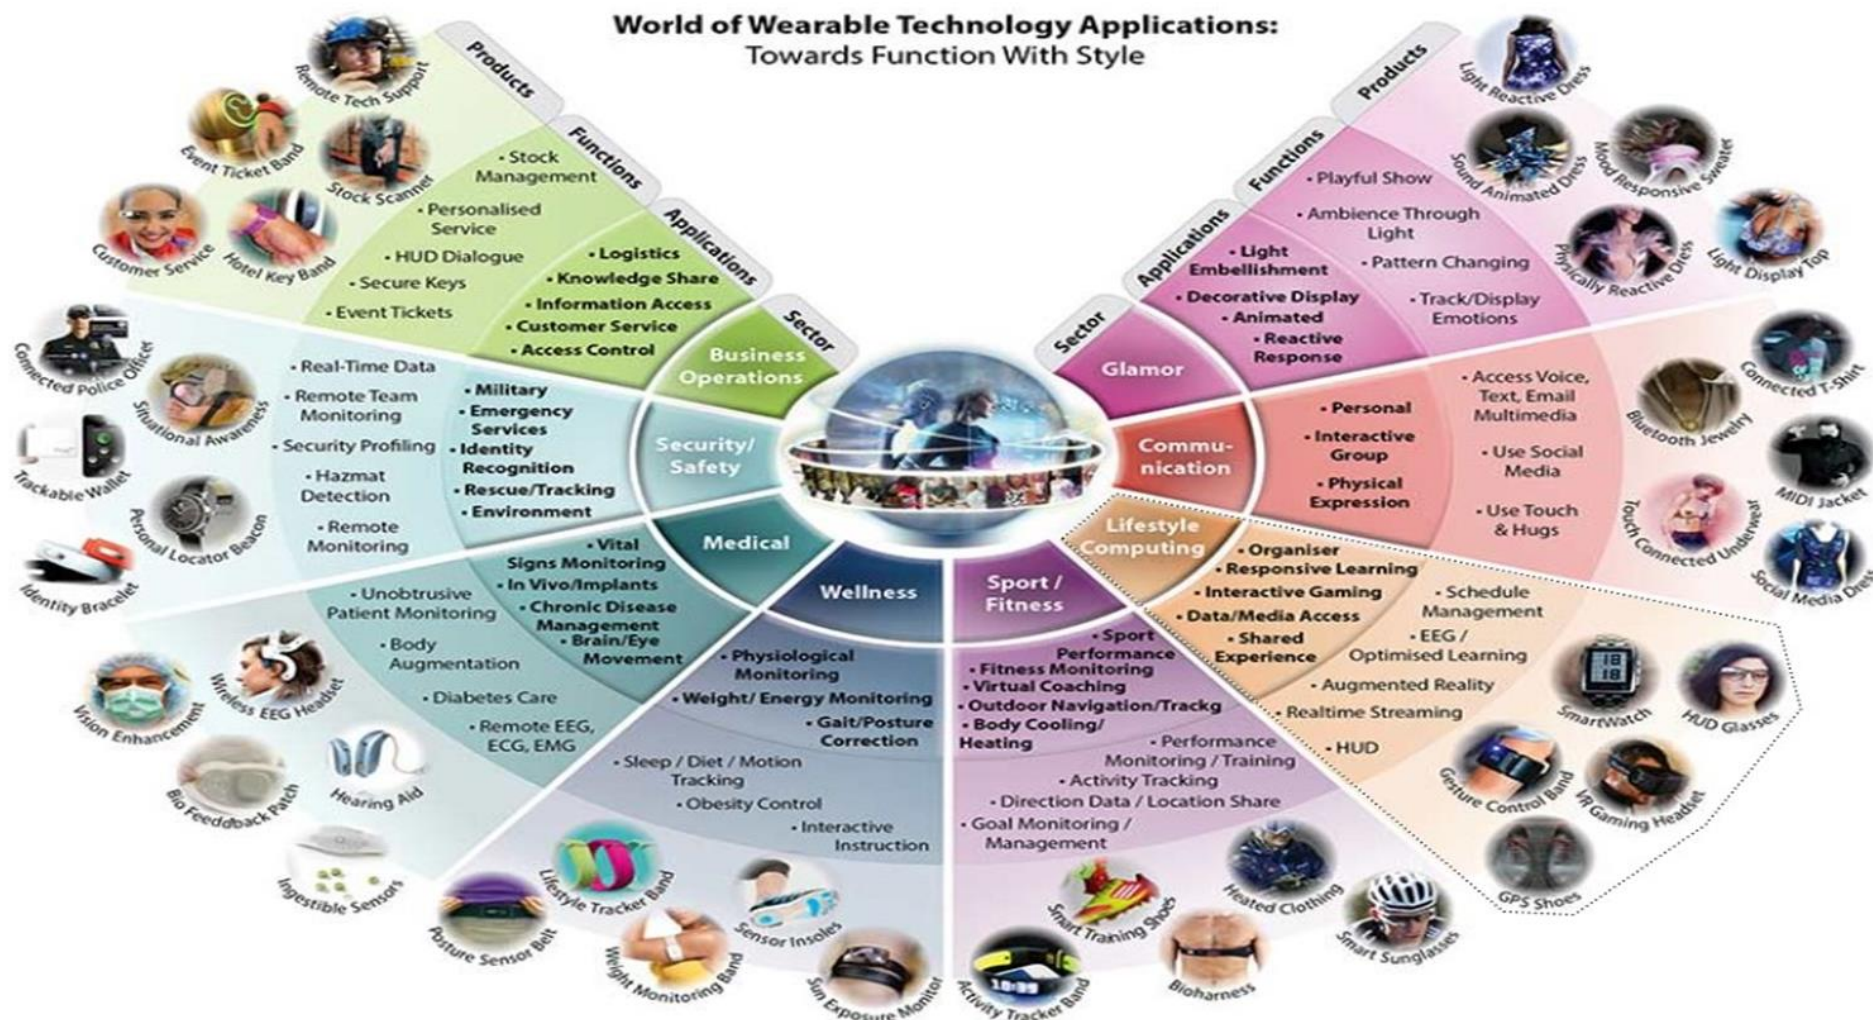 World of Wearable Technology Applications:
Towards Function With Style
Products
Functions
Applications
Sector
Business
Operations
• Logistics
• Knowledge Share
• Information Access
• Customer Service
• Access Control
• Stock
Management
• Personalised
Service
• HUD Dialogue
• Secure Keys
• Event Tickets
Remote Tech Support
Event Ticket Band
Stock Scanner
Customer Service
Hotel Key Band
Security/
Safety
• Military
• Emergency
Services
• Identity
Recognition
• Rescue/Tracking
• Environment
• Real-Time Data
• Remote Team
Monitoring
• Security Profiling
• Hazmat
Detection
• Remote
Monitoring
Connected Police Officer
Situational Awareness
Trackable Wallet
Personal Locator Beacon
Identity Bracelet
Medical
• Vital
Signs Monitoring
• In Vivo/Implants
• Chronic Disease
Management
• Brain/Eye
Movement
• Unobtrusive
Patient Monitoring
• Body
Augmentation
• Diabetes Care
• Remote EEG,
ECG, EMG
Vision Enhancement
Wireless EEG Headset
Bio Feeddback Patch
Hearing Aid
Ingestible Sensors
Wellness
• Physiological
Monitoring
• Weight/ Energy Monitoring
• Gait/Posture
Correction
• Sleep / Diet / Motion
Tracking
• Obesity Control
• Interactive
Instruction
Posture Sensor Belt
Lifestyle Tracker Band
Weight Monitoring Band
Sensor Insoles
Sun Exposure Monitor
Sport /
Fitness
• Sport
Performance
• Fitness Monitoring
• Virtual Coaching
• Outdoor Navigation/Trackg
• Body Cooling/
Heating
• Performance
Monitoring / Training
• Activity Tracking
• Direction Data / Location Share
• Goal Monitoring /
Management
Activity Tracker Band
10:39
Smart Training Shoes
Bioharness
Heated Clothing
Smart Sunglasses
Lifestyle
Computing
• Organiser
• Responsive Learning
• Interactive Gaming
• Data/Media Access
• Shared
Experience
• Schedule
Management
• EEG /
Optimised Learning
• Augmented Reality
• Realtime Streaming
• HUD
18
18
SmartWatch
HUD Glasses
Gesture Control Band
VR Gaming Headset
GPS Shoes
Commu-
nication
• Personal
• Interactive
Group
• Physical
Expression
• Access Voice,
Text, Email
Multimedia
• Use Social
Media
• Use Touch
& Hugs
Connected T-Shirt
Bluetooth Jewelry
MIDI Jacket
Touch Connected Underwear
Social Media Dress
Glamor
• Light
Embellishment
• Decorative Display
• Animated
• Reactive
Response
• Playful Show
• Ambience Through
Light
• Pattern Changing
• Track/Display
Emotions
Light Reactive Dress
Sound Animated Dress
Mood Responsive Sweater
Physically Reactive Dress
Light Display Top
Sector
Applications
Functions
Products